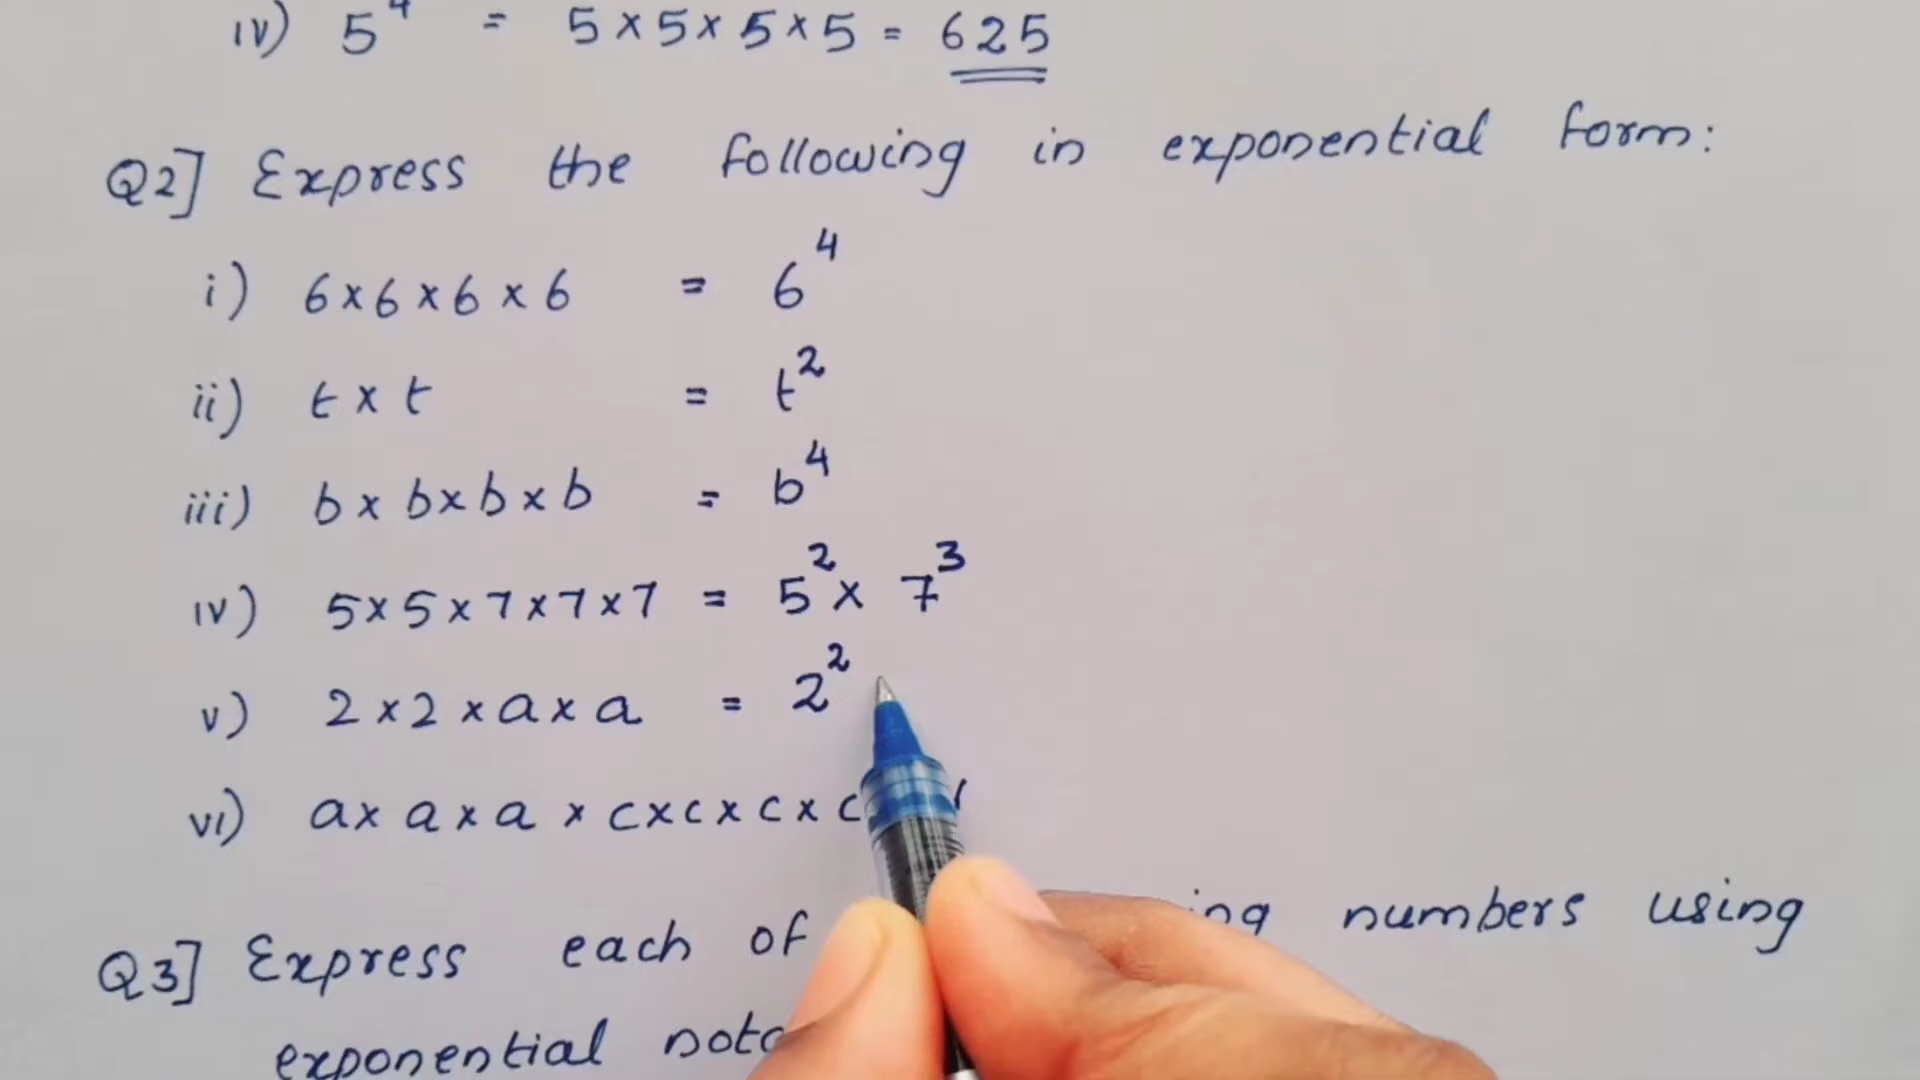 iv) 5⁴ = 5 × 5 × 5 × 5 = 625
Q2] Express the following in exponential form:
i) 6 × 6 × 6 × 6 = 6⁴
ii) t × t = t²
iii) b × b × b × b = b⁴
iv) 5 × 5 × 7 × 7 × 7 = 5² × 7³
v) 2 × 2 × a × a = 2²
vi) a × a × a × c × c × c × c
Q3] Express each of numbers using
exponential